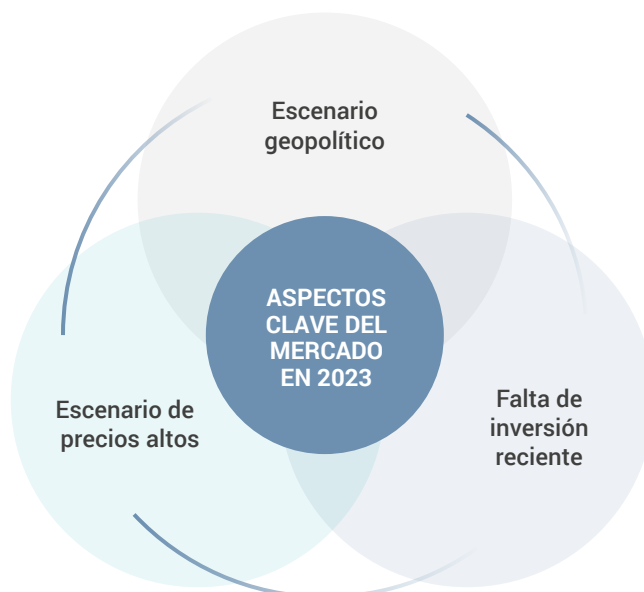 Escenario
geopolítico
ASPECTOS
CLAVE DEL
MERCADO
EN 2023
Escenario de
precios altos
Falta de
inversión
reciente